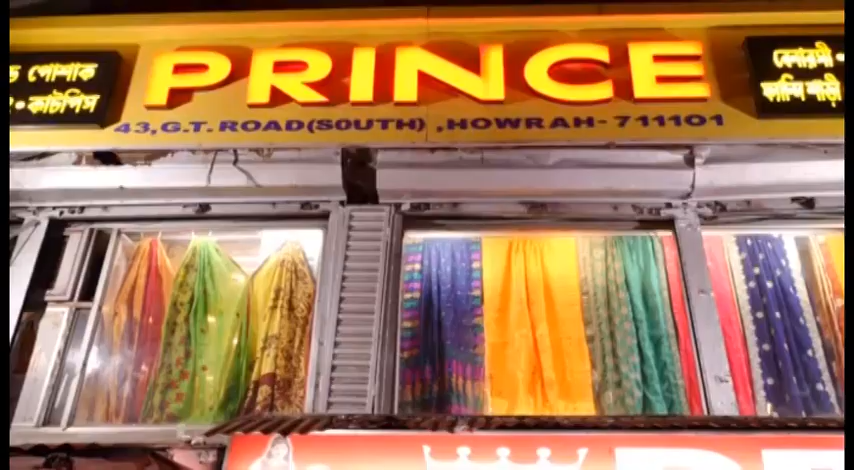 পোশাক
কাটপিস
PRINCE
43,G.T. ROAD(SOUTH) ,HOWRAH-711101
বেনারসী
ফ্যান্সি শাড়ী